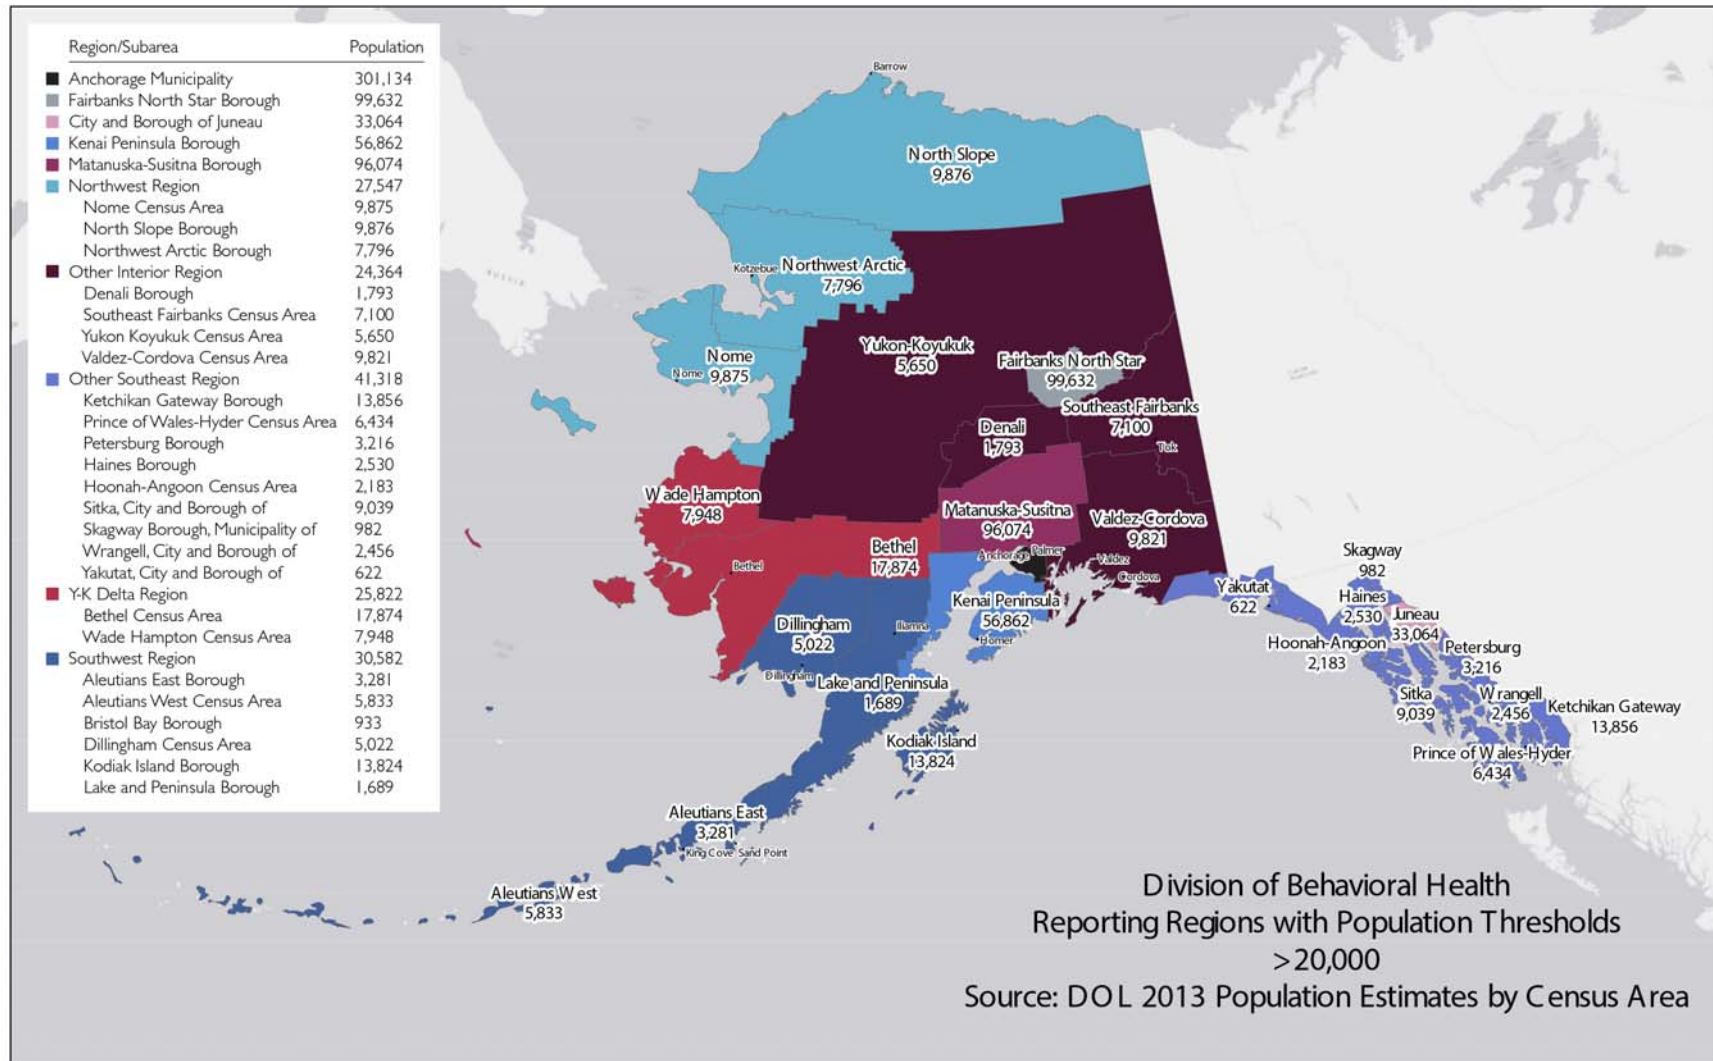 Region/Subarea Population
Anchorage Municipality 301,134
Fairbanks North Star Borough 99,632
City and Borough of Juneau 33,064
Kenai Peninsula Borough 56,862
Matanuska-Susitna Borough 96,074
Northwest Region 27,547
Nome Census Area 9,875
North Slope Borough 9,876
Northwest Arctic Borough 7,796
Other Interior Region 24,364
Denali Borough 1,793
Southeast Fairbanks Census Area 7,100
Yukon Koyukuk Census Area 5,650
Valdez-Cordova Census Area 9,821
Other Southeast Region 41,318
Ketchikan Gateway Borough 13,856
Prince of Wales-Hyder Census Area 6,434
Petersburg Borough 3,216
Haines Borough 2,530
Hoonah-Angoon Census Area 2,183
Sitka, City and Borough of 9,039
Skagway Borough, Municipality of 982
Wrangell, City and Borough of 2,456
Yakutat, City and Borough of 622
Y-K Delta Region 25,822
Bethel Census Area 17,874
Wade Hampton Census Area 7,948
Southwest Region 30,582
Aleutians East Borough 3,281
Aleutians West Census Area 5,833
Bristol Bay Borough 933
Dillingham Census Area 5,022
Kodiak Island Borough 13,824
Lake and Peninsula Borough 1,689
Barrow
North Slope
9,876
Kotzebue
Northwest Arctic
7,796
RUSSIA
Nome
9,875
Nome
Yukon-Koyukuk
5,650
Fairbanks North Star
99,632
Southeast Fairbanks
7,100
Denali
1,793
Tok
Wade Hampton
7,948
Matanuska-Susitna
96,074
Valdez-Cordova
9,821
Bethel
17,874
Bethel
Anchorage
Palmer
Valdez
Cordova
Kenai Peninsula
56,862
Homer
Dillingham
5,022
Iliamna
Dillingham
Lake and Peninsula
1,689
Kodiak Island
13,824
Aleutians East
3,281
King Cove
Sand Point
Aleutians West
5,833
Skagway
982
Yakutat
622
Haines
2,530
Juneau
33,064
Hoonah-Angoon
2,183
Petersburg
3,216
Sitka
9,039
Wrangell
2,456
Ketchikan Gateway
13,856
Prince of Wales-Hyder
6,434
Division of Behavioral Health
Reporting Regions with Population Thresholds
>20,000
Source: DOL 2013 Population Estimates by Census Area